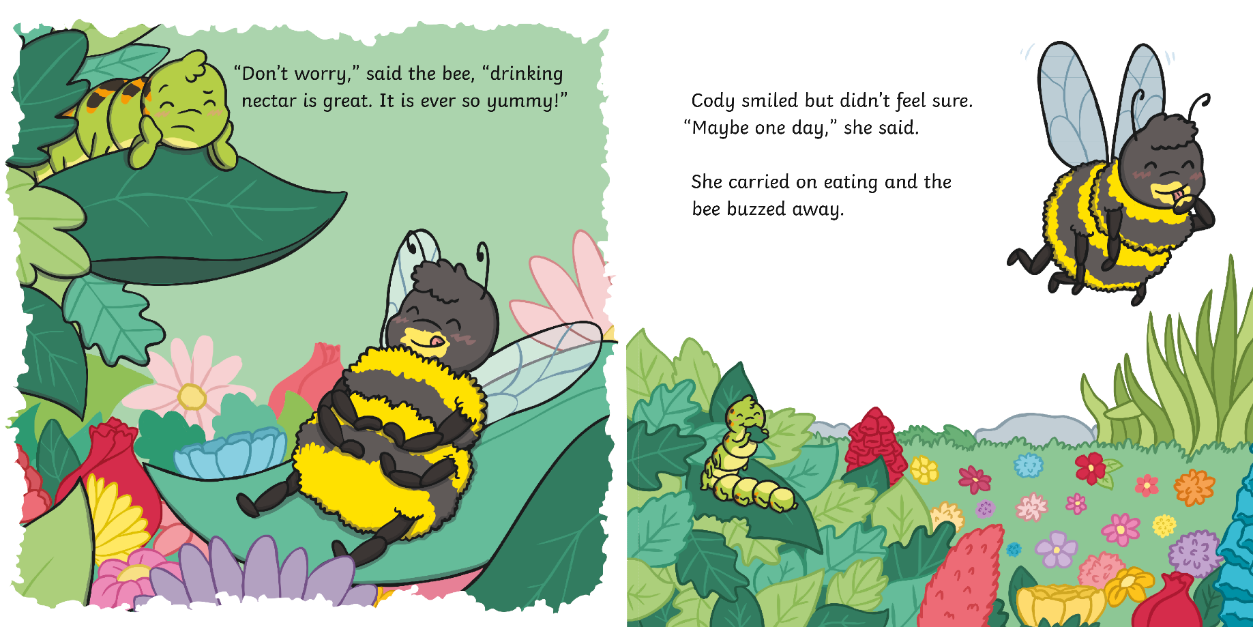 “Don’t worry,” said the bee, “drinking
nectar is great. It is ever so yummy!”
Cody smiled but didn’t feel sure.
“Maybe one day,” she said.
She carried on eating and the
bee buzzed away.